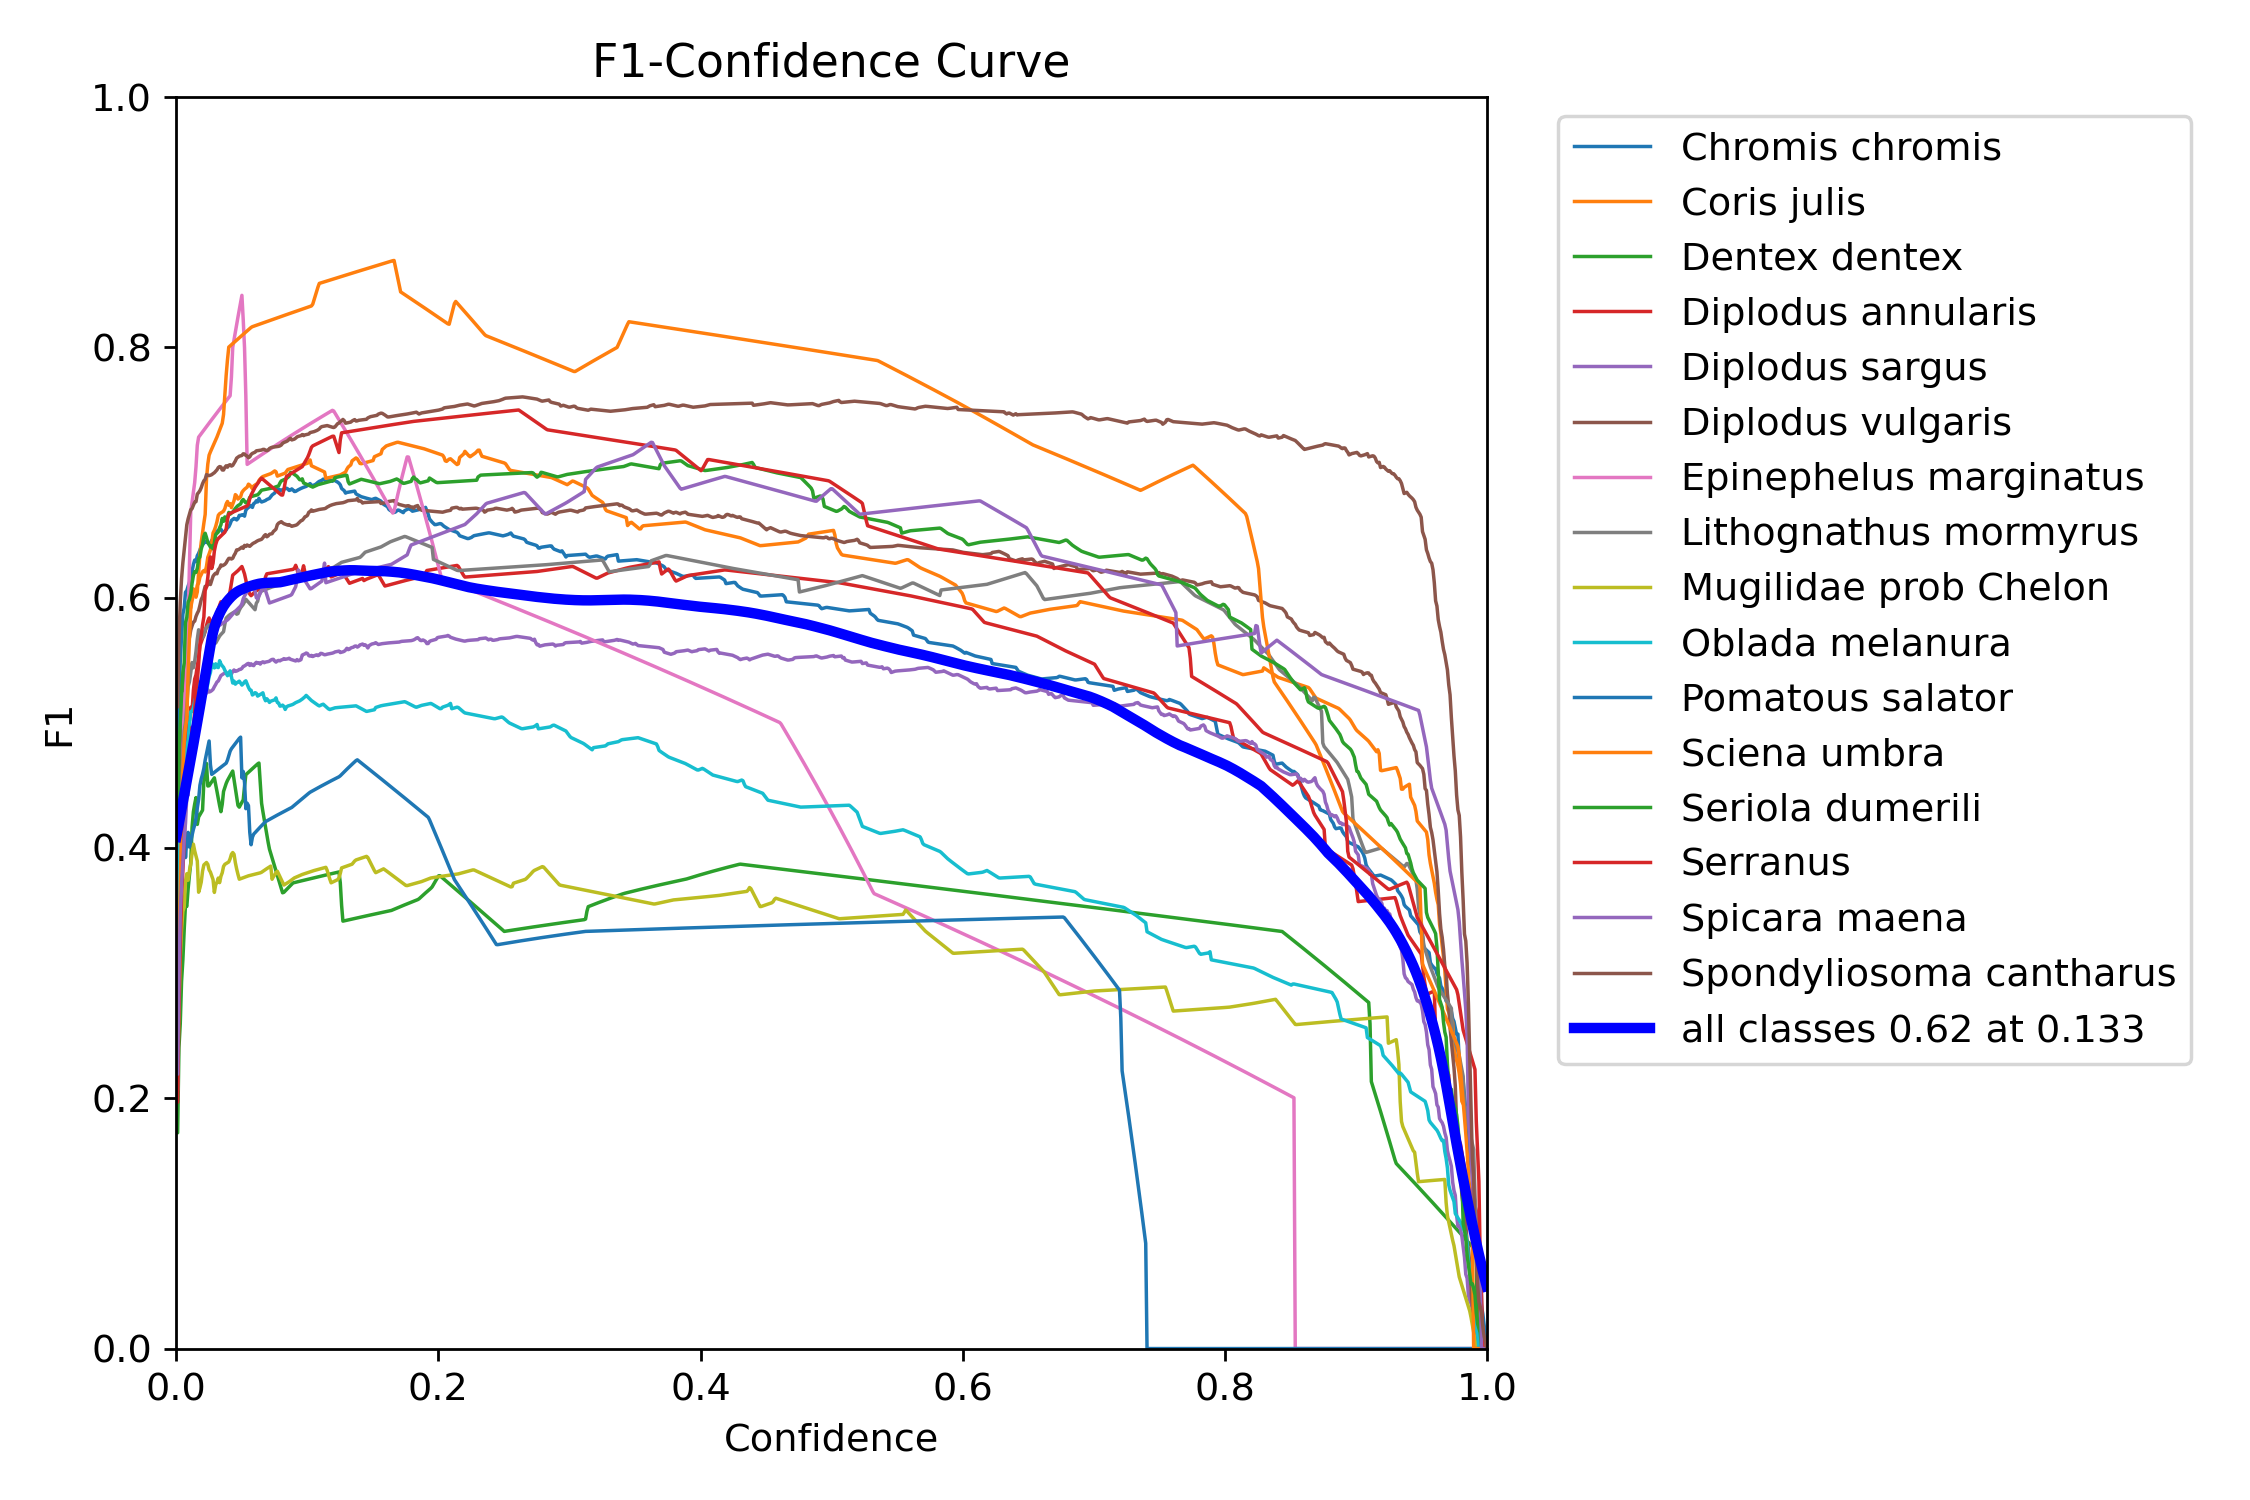 F1-Confidence Curve
1.0
0.8
0.6
0.4
0.2
0.0
F1
0.0 0.2 0.4 0.6 0.8 1.0
Confidence
Chromis chromis
Coris julis
Dentex dentex
Diplodus annularis
Diplodus sargus
Diplodus vulgaris
Epinephelus marginatus
Lithognathus mormyrus
Mugilidae prob Chelon
Oblada melanura
Pomatous salator
Sciena umbra
Seriola dumerili
Serranus
Spicara maena
Spondyliosoma cantharus
all classes 0.62 at 0.133